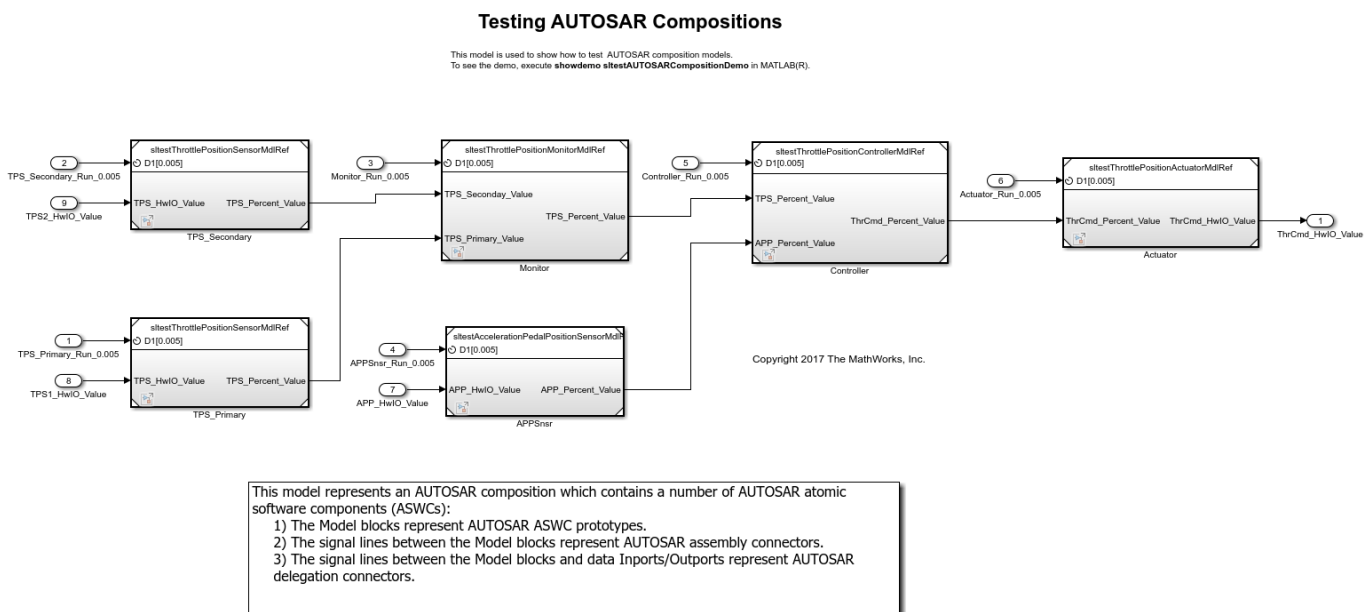 Testing AUTOSAR Compositions
This model is used to show how to test AUTOSAR composition models.
To see the demo, execute showdemo sltestAUTOSARCompositionDemo in MATLAB(R).
2
TPS_Secondary_Run_0.005
9
TPS2_HwIO_Value
sltestThrottlePositionSensorMdlRef
D1[0.005]
TPS_HwIO_Value TPS_Percent_Value
TPS_Secondary
3
Monitor_Run_0.005
sltestThrottlePositionMonitorMdlRef
D1[0.005]
TPS_Seconday_Value
TPS_Percent_Value
TPS_Primary_Value
Monitor
5
Controller_Run_0.005
sltestThrottlePositionControllerMdlRef
D1[0.005]
TPS_Percent_Value
ThrCmd_Percent_Value
APP_Percent_Value
Controller
6
Actuator_Run_0.005
sltestThrottlePositionActuatorMdlRef
D1[0.005]
ThrCmd_Percent_Value ThrCmd_HwIO_Value
Actuator
1
ThrCmd_HwIO_Value
1
TPS_Primary_Run_0.005
8
TPS1_HwIO_Value
sltestThrottlePositionSensorMdlRef
D1[0.005]
TPS_HwIO_Value TPS_Percent_Value
TPS_Primary
4
APPSnsr_Run_0.005
7
APP_HwIO_Value
sltestAccelerationPedalPositionSensorMdlR
D1[0.005]
APP_HwIO_Value APP_Percent_Value
APPSnsr
Copyright 2017 The MathWorks, Inc.
This model represents an AUTOSAR composition which contains a number of AUTOSAR atomic
software components (ASWCs):
1) The Model blocks represent AUTOSAR ASWC prototypes.
2) The signal lines between the Model blocks represent AUTOSAR assembly connectors.
3) The signal lines between the Model blocks and data Inports/Outports represent AUTOSAR
delegation connectors.